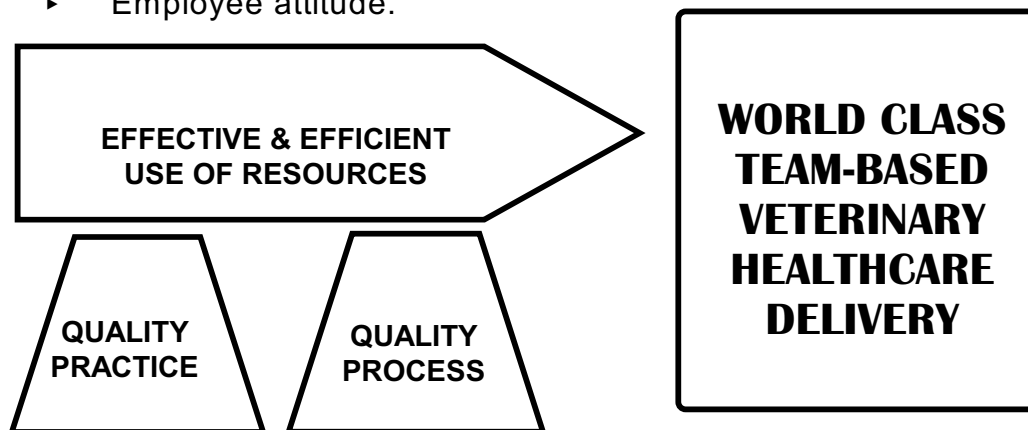 ‣ Employee attitude.
EFFECTIVE & EFFICIENT
USE OF RESOURCES
WORLD CLASS
TEAM-BASED
VETERINARY
HEALTHCARE
DELIVERY
QUALITY
PRACTICE
QUALITY
PROCESS